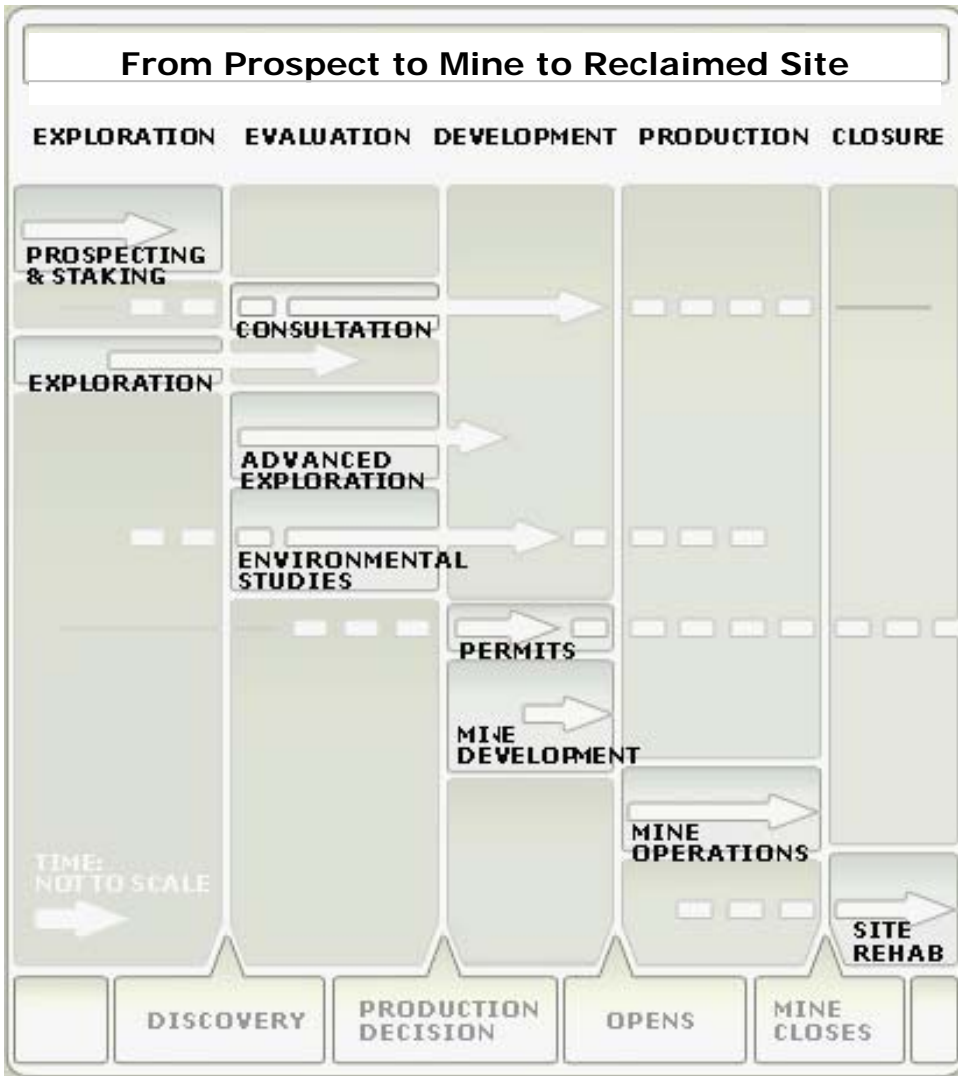 From Prospect to Mine to Reclaimed Site
EXPLORATION EVALUATION DEVELOPMENT PRODUCTION CLOSURE
PROSPECTING
& STAKING
CONSULTATION
EXPLORATION
ADVANCED
EXPLORATION
ENVIRONMENTAL
STUDIES
PERMITS
MINE
DEVELOPMENT
MINE
OPERATIONS
TIME:
NOT TO SCALE
SITE
REHAB
DISCOVERY
PRODUCTION
DECISION
OPENS
MINE
CLOSES